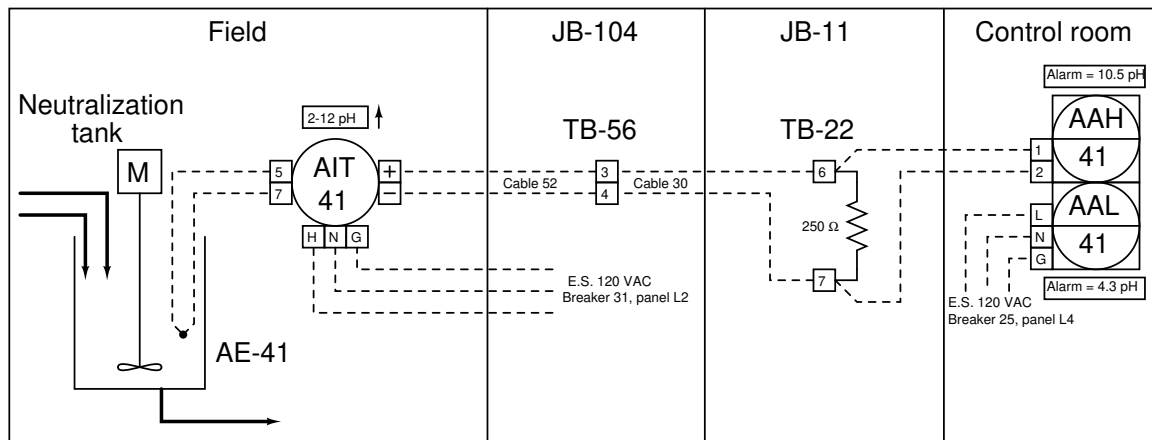 Field
JB-104
JB-11
Control room
Neutralization
tank
M
2-12 pH
5
7
AIT
41
+
−
H N G
Cable 52
TB-56
3
4
Cable 30
TB-22
6
250 Ω
7
Alarm = 10.5 pH
AAH
41
1
2
AAL
41
L
N
G
Alarm = 4.3 pH
E.S. 120 VAC
Breaker 31, panel L2
E.S. 120 VAC
Breaker 25, panel L4
AE-41